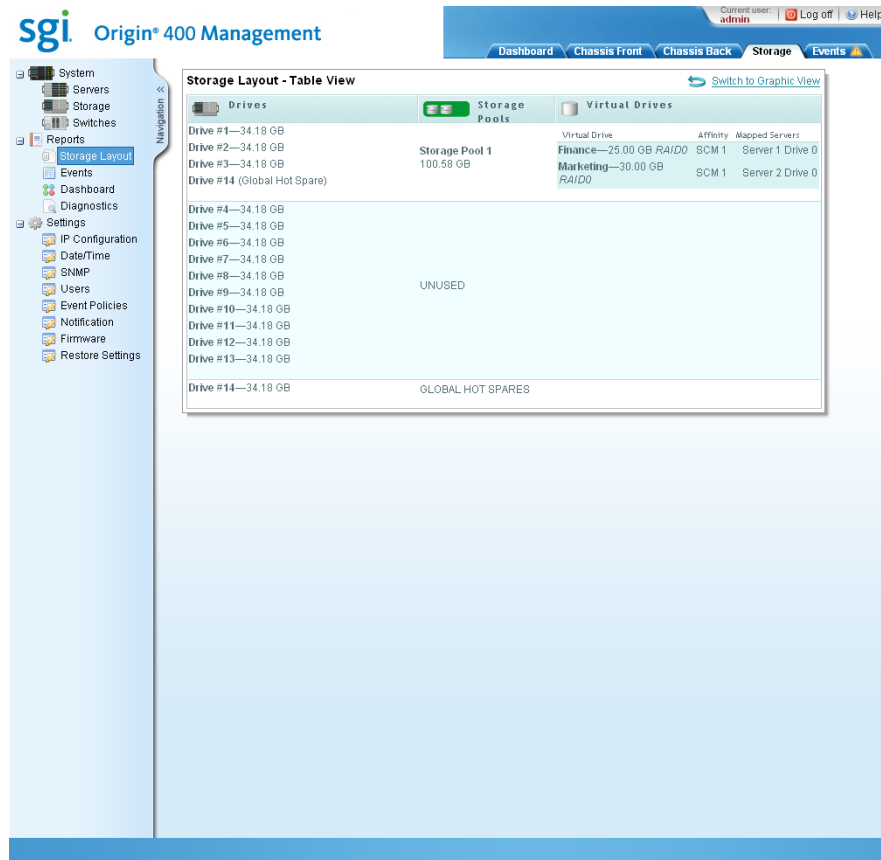 sgi. Origin® 400 Management
Current user:
admin
Log off
Help
Dashboard
Chassis Front
Chassis Back
Storage
Events
System
Servers
Storage
Switches
Reports
Storage Layout
Events
Dashboard
Diagnostics
Settings
IP Configuration
Date/Time
SNMP
Users
Event Policies
Notification
Firmware
Restore Settings
«
Navigation
Storage Layout - Table View
Switch to Graphic View
Drives
Storage
Pools
Virtual Drives
Drive #1—34.18 GB
Drive #2—34.18 GB
Drive #3—34.18 GB
Drive #14 (Global Hot Spare)
Storage Pool 1
100.58 GB
Virtual Drive Affinity Mapped Servers
Finance—25.00 GB RAID0 SCM 1 Server 1 Drive 0
Marketing—30.00 GB
RAID0 SCM 1 Server 2 Drive 0
Drive #4—34.18 GB
Drive #5—34.18 GB
Drive #6—34.18 GB
Drive #7—34.18 GB
Drive #8—34.18 GB
Drive #9—34.18 GB
Drive #10—34.18 GB
Drive #11—34.18 GB
Drive #12—34.18 GB
Drive #13—34.18 GB
UNUSED
Drive #14—34.18 GB
GLOBAL HOT SPARES